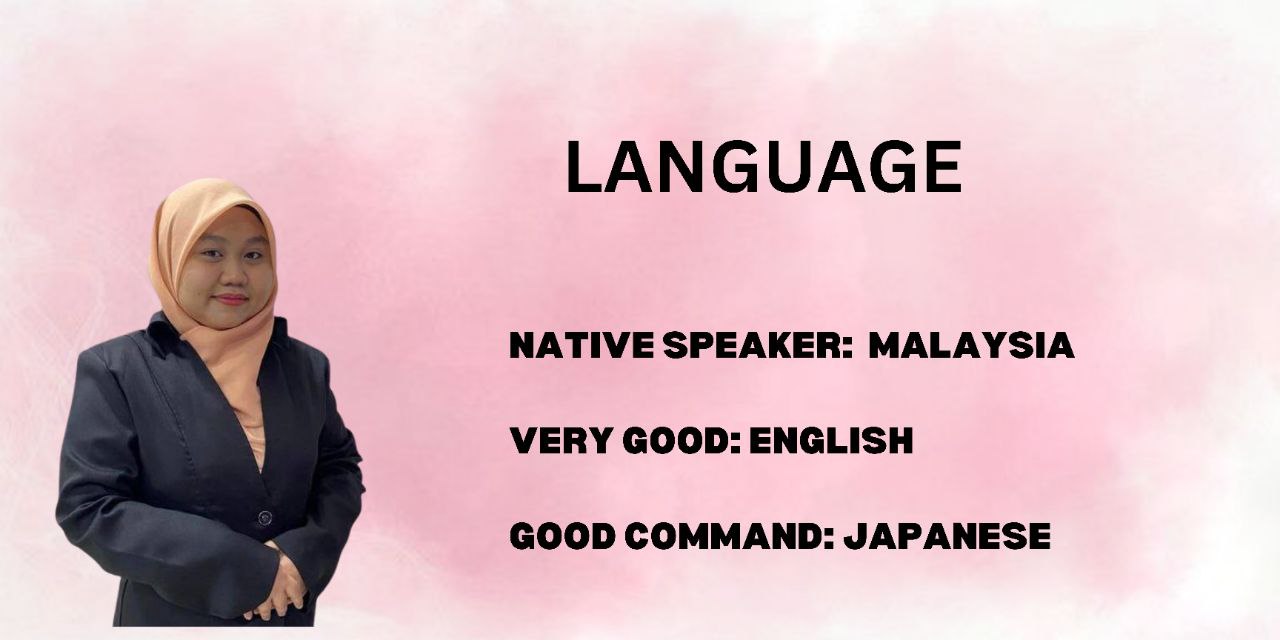 LANGUAGE
NATIVE SPEAKER: MALAYSIA
VERY GOOD: ENGLISH
GOOD COMMAND: JAPANESE